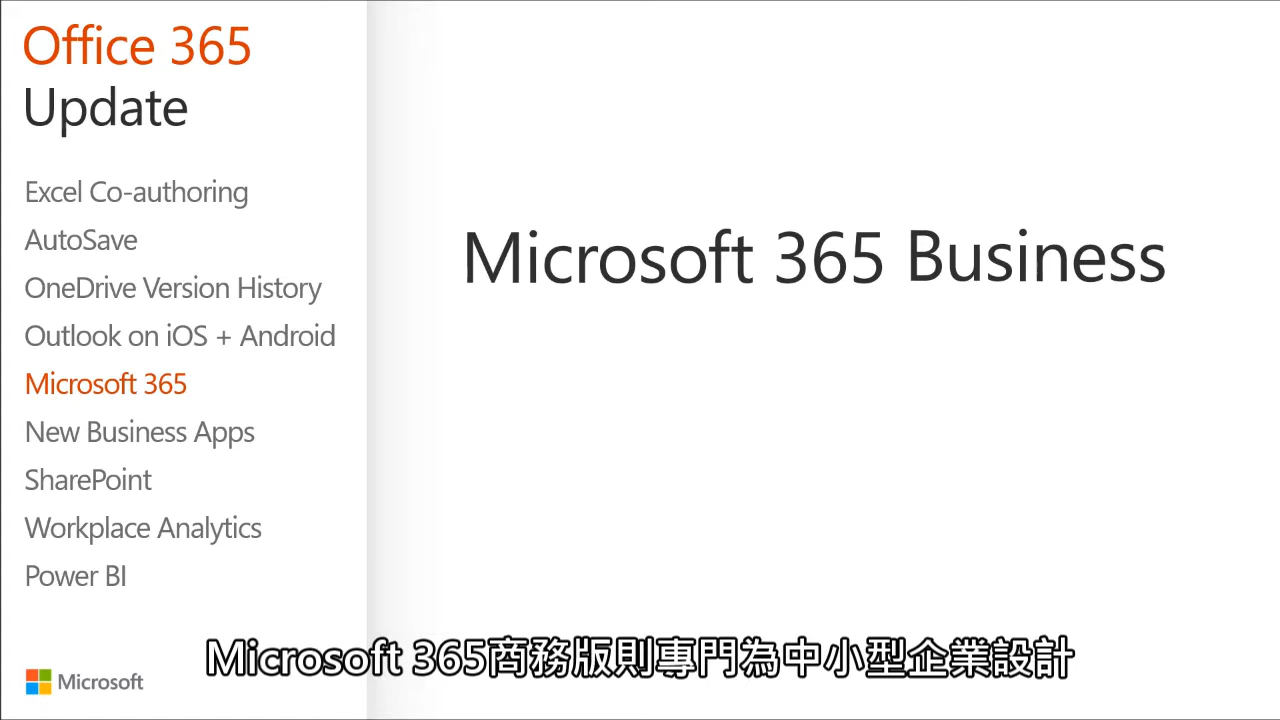 Office 365
Update
Excel Co-authoring
AutoSave
OneDrive Version History
Outlook on iOS + Android
Microsoft 365
New Business Apps
SharePoint
Workplace Analytics
Power BI
Microsoft
Microsoft 365 Business
Microsoft 365商務版則專門為中小型企業設計